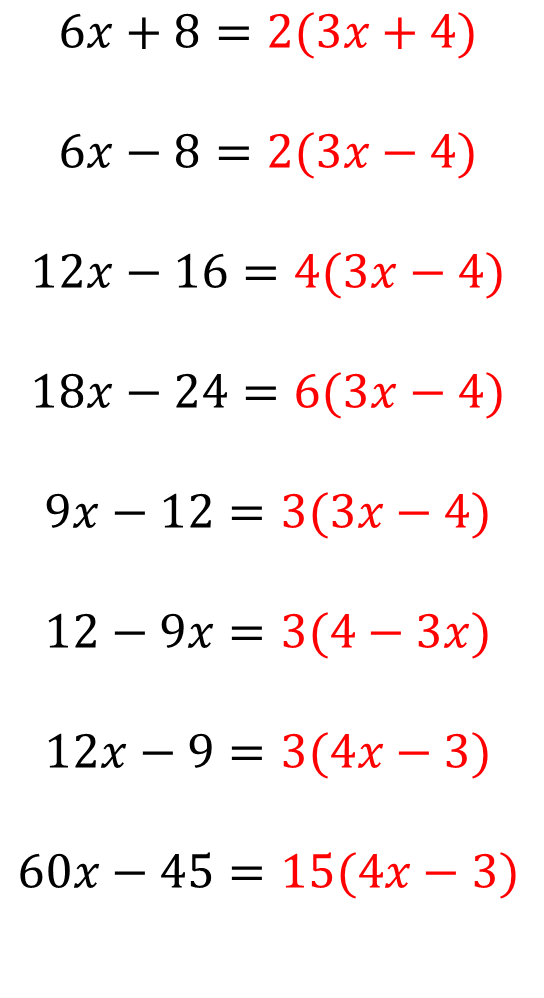 6x + 8 = 2(3x + 4)
6x − 8 = 2(3x − 4)
12x − 16 = 4(3x − 4)
18x − 24 = 6(3x − 4)
9x − 12 = 3(3x − 4)
12 − 9x = 3(4 − 3x)
12x − 9 = 3(4x − 3)
60x − 45 = 15(4x − 3)